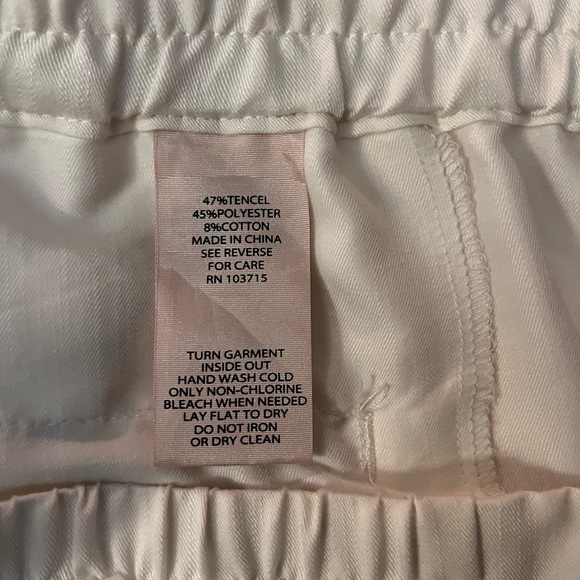 47%TENCEL
45%POLYESTER
8%COTTON
MADE IN CHINA
SEE REVERSE
FOR CARE
RN 103715
TURN GARMENT
INSIDE OUT
HAND WASH COLD
ONLY NON-CHLORINE
BLEACH WHEN NEEDED
LAY FLAT TO DRY
DO NOT IRON
OR DRY CLEAN